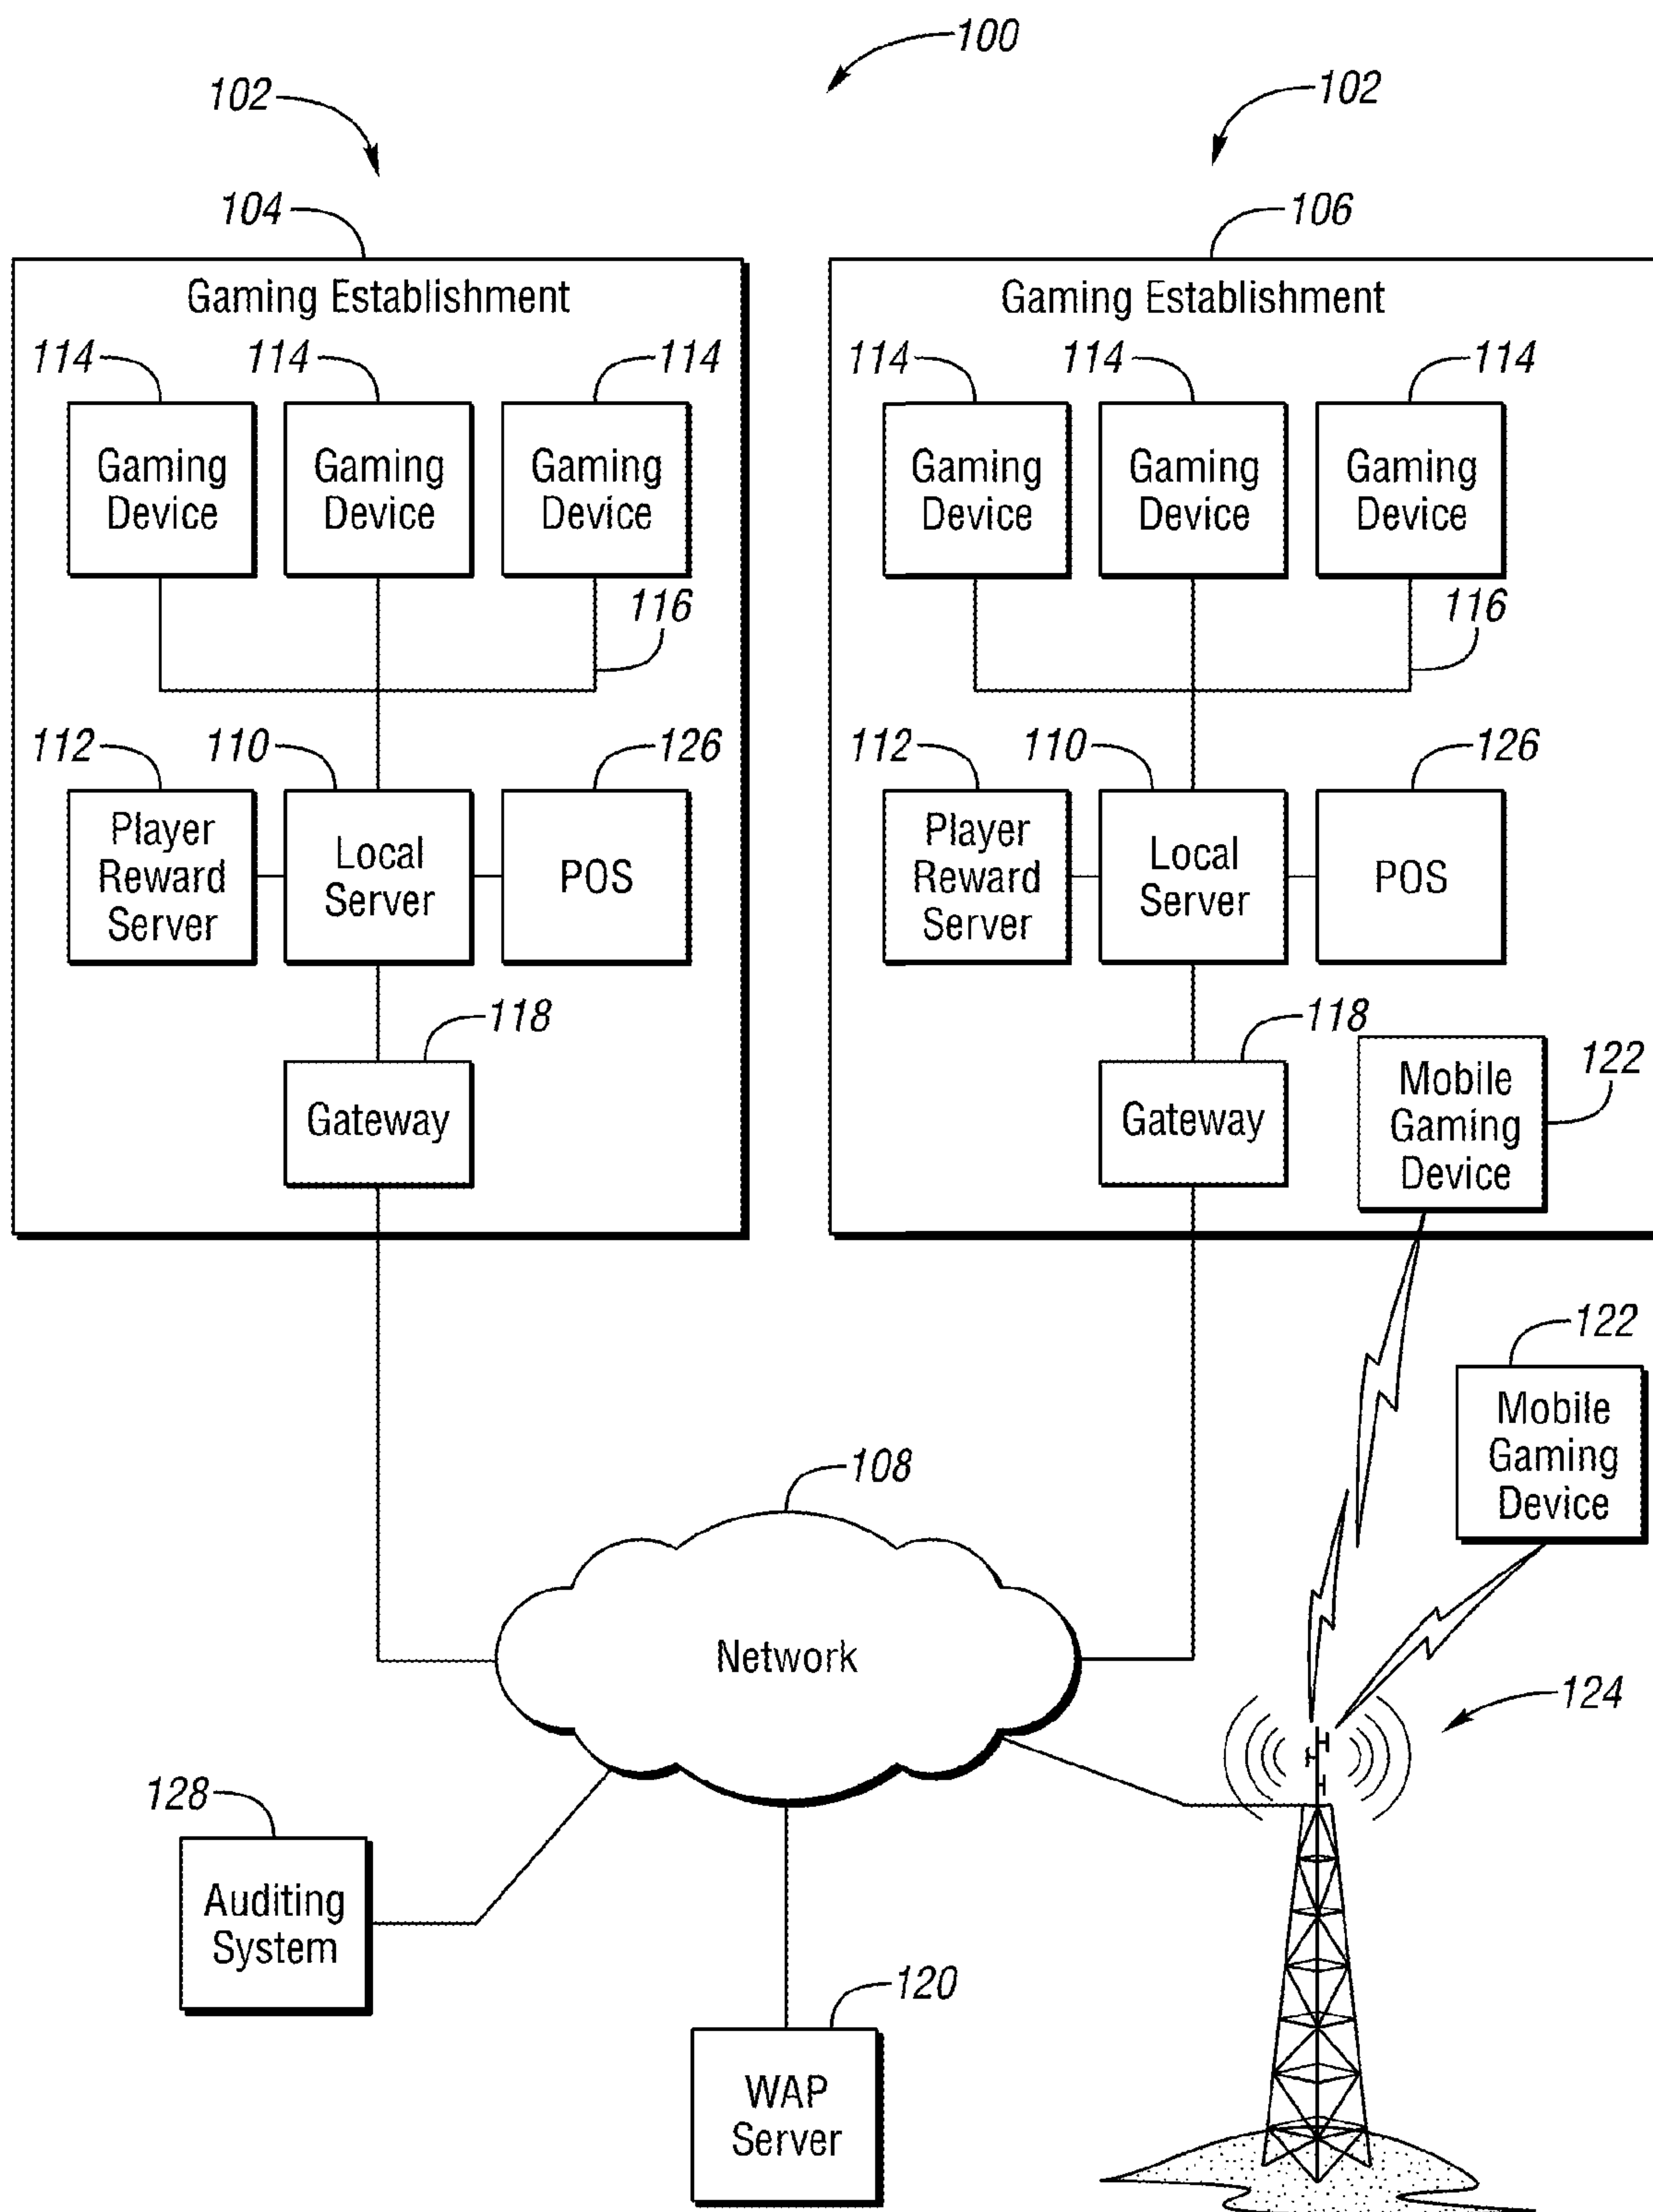 100
102
102
104
106
Gaming Establishment
Gaming Establishment
114
114
114
114
114
114
Gaming
Device
Gaming
Device
Gaming
Device
Gaming
Device
Gaming
Device
Gaming
Device
116
116
112
110
126
112
110
126
Player
Reward
Server
Local
Server
POS
Player
Reward
Server
Local
Server
POS
118
118
122
Gateway
Gateway
Mobile
Gaming
Device
122
Mobile
Gaming
Device
108
Network
124
128
Auditing
System
120
WAP
Server